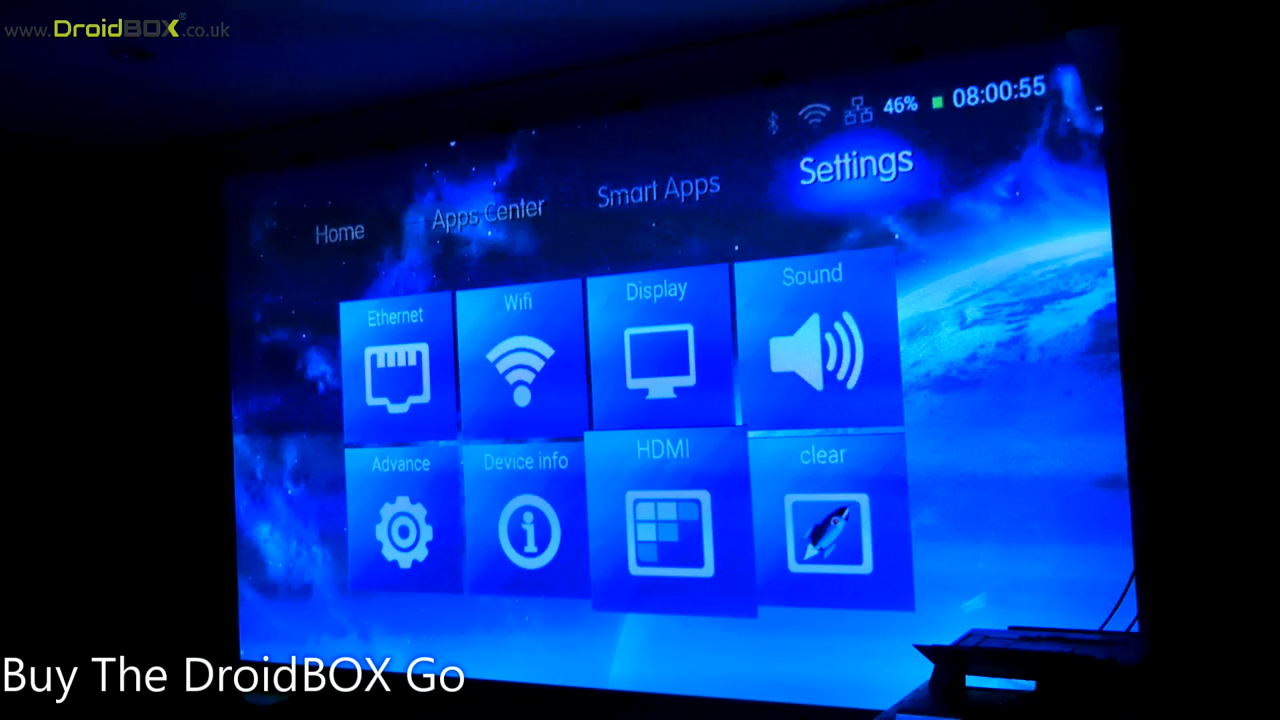 www.DroidBOX®.co.uk
46% 08:00:55
Home Apps Center Smart Apps Settings
Ethernet Wifi Display Sound
Advance Device info HDMI clear
Buy The DroidBOX Go